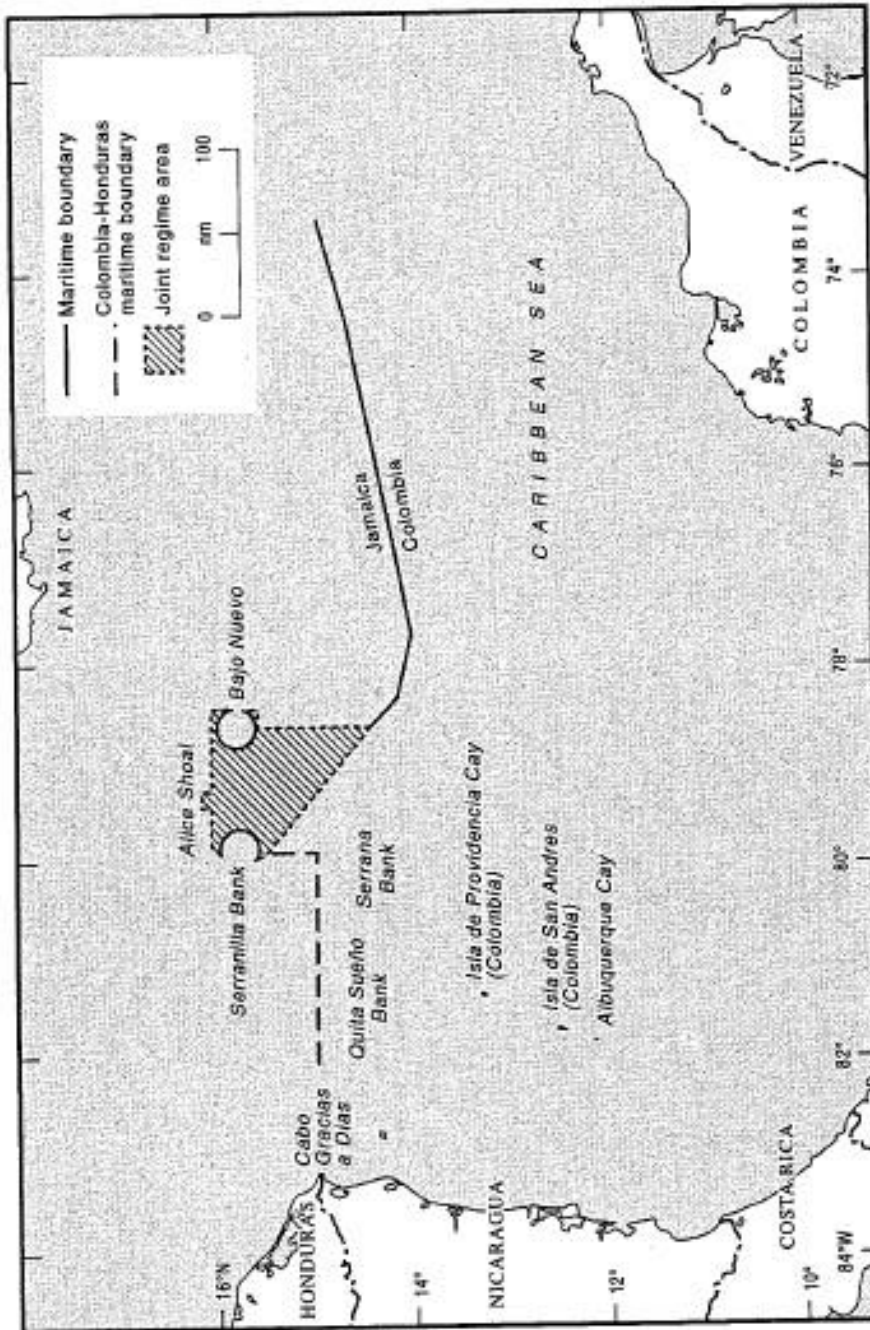 JAMAICA
Maritime boundary
Colombia-Honduras
maritime boundary
Joint regime area
0
nm
100
16°N
Alice Shoal
Serranilla Bank
Bajo Nuevo
Cabo
Gracias
a Dias
HONDURAS
Quita Sueño
Bank
Serrana
Bank
Jamaica
Colombia
14°
Isla de Providencia Cay
(Colombia)
CARIBBEAN SEA
NICARAGUA
Isla de San Andres
(Colombia)
Albuquerque Cay
12°
COSTA RICA
COLOMBIA
VENEZUELA
10°
84°W
82°
80°
78°
76°
74°
72°